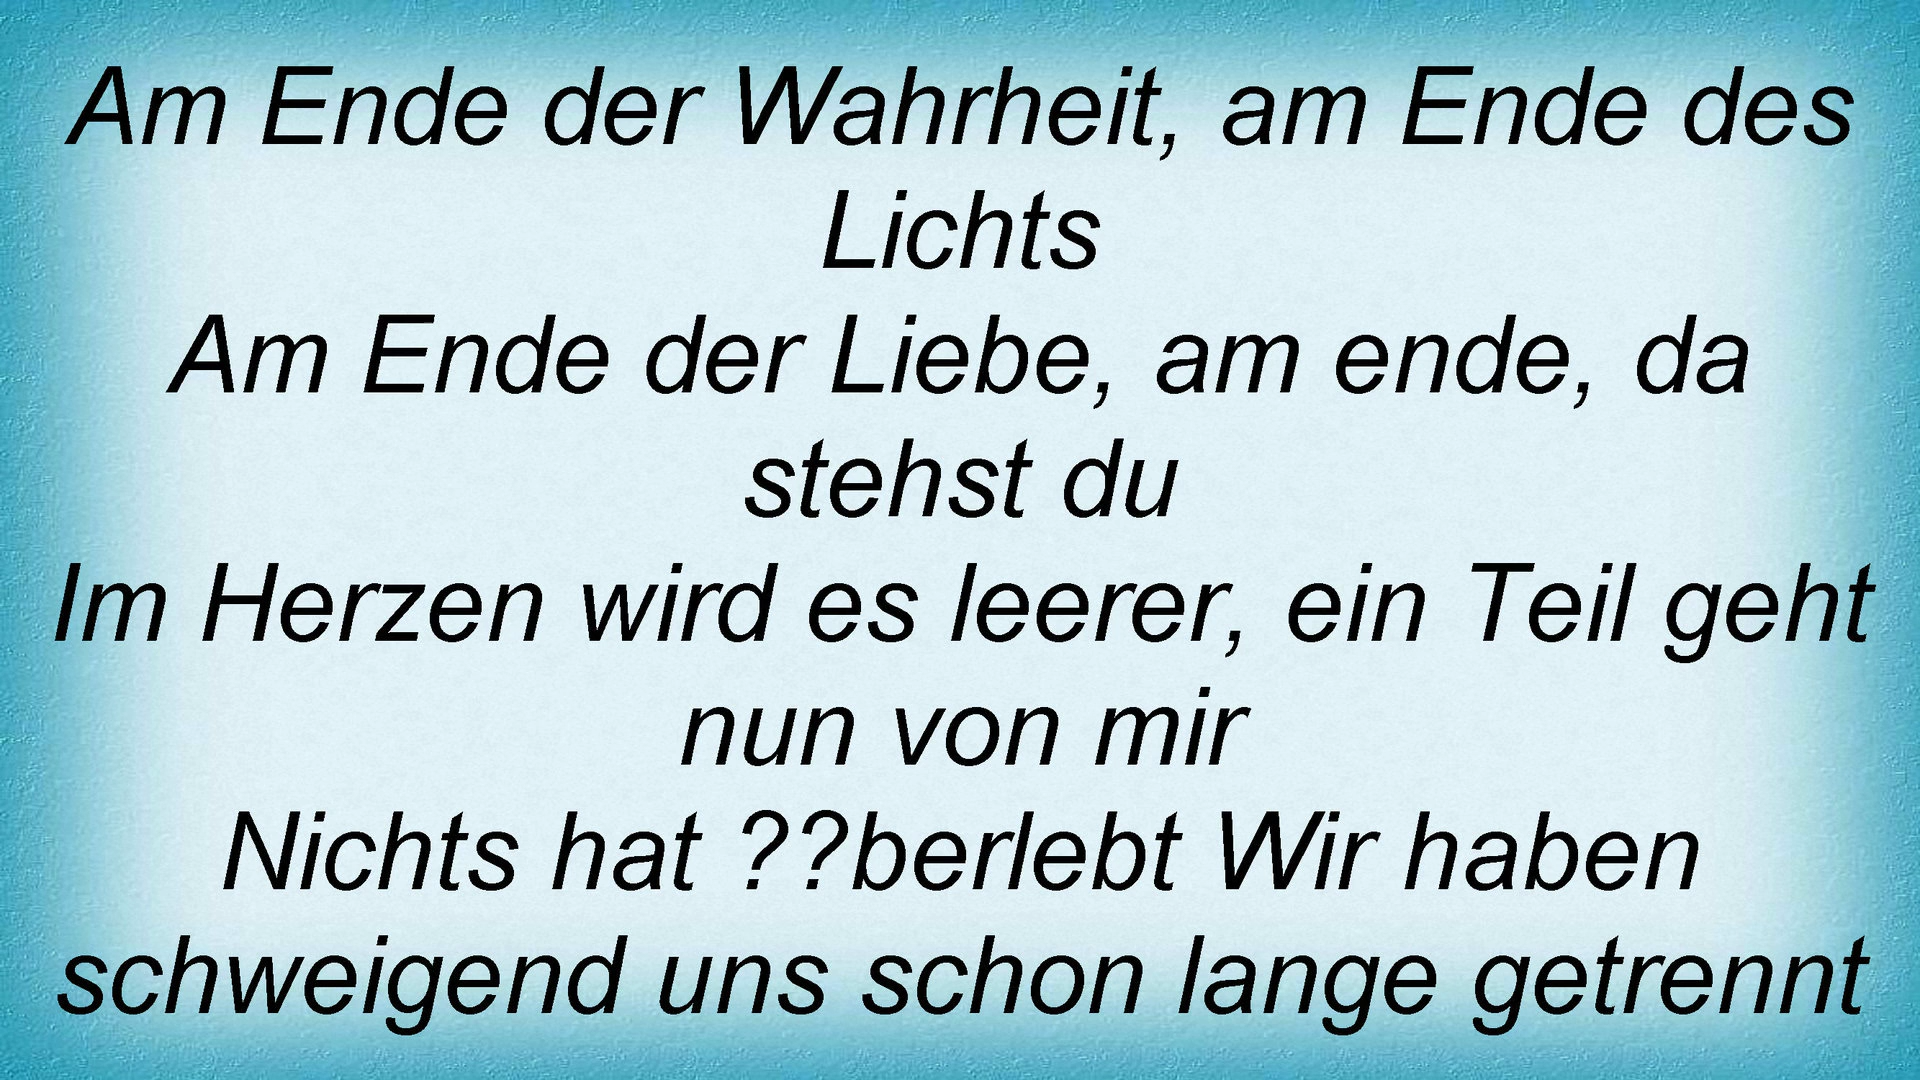 Am Ende der Wahrheit, am Ende des
Lichts
Am Ende der Liebe, am ende, da
stehst du
Im Herzen wird es leerer, ein Teil geht
nun von mir
Nichts hat ??berlebt Wir haben
schweigend uns schon lange getrennt